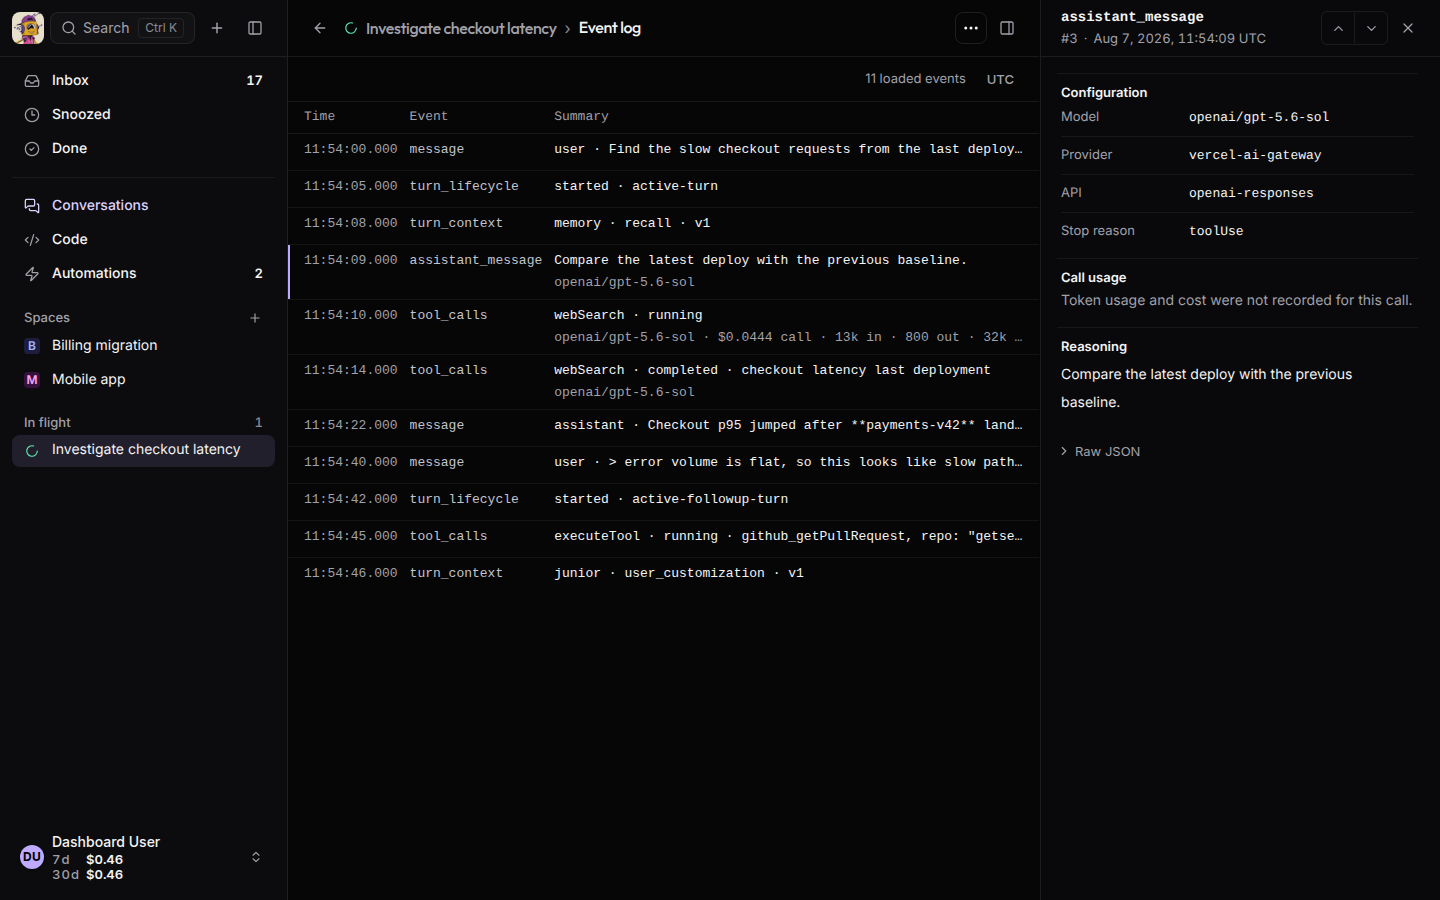 Search Ctrl K
Inbox 17
Snoozed
Done
Conversations
Code
Automations 2
Spaces
B Billing migration
M Mobile app
In flight 1
Investigate checkout latency
DU Dashboard User
7d $0.46
30d $0.46
Investigate checkout latency › Event log
11 loaded events UTC
Time Event Summary
11:54:00.000 message user · Find the slow checkout requests from the last deploy…
11:54:05.000 turn_lifecycle started · active-turn
11:54:08.000 turn_context memory · recall · v1
11:54:09.000 assistant_message Compare the latest deploy with the previous baseline.
openai/gpt-5.6-sol
11:54:10.000 tool_calls webSearch · running
openai/gpt-5.6-sol · $0.0444 call · 13k in · 800 out · 32k …
11:54:14.000 tool_calls webSearch · completed · checkout latency last deployment
openai/gpt-5.6-sol
11:54:22.000 message assistant · Checkout p95 jumped after **payments-v42** land…
11:54:40.000 message user · > error volume is flat, so this looks like slow path…
11:54:42.000 turn_lifecycle started · active-followup-turn
11:54:45.000 tool_calls executeTool · running · github_getPullRequest, repo: "getse…
11:54:46.000 turn_context junior · user_customization · v1
assistant_message
#3 · Aug 7, 2026, 11:54:09 UTC
Configuration
Model openai/gpt-5.6-sol
Provider vercel-ai-gateway
API openai-responses
Stop reason toolUse
Call usage
Token usage and cost were not recorded for this call.
Reasoning
Compare the latest deploy with the previous
baseline.
Raw JSON